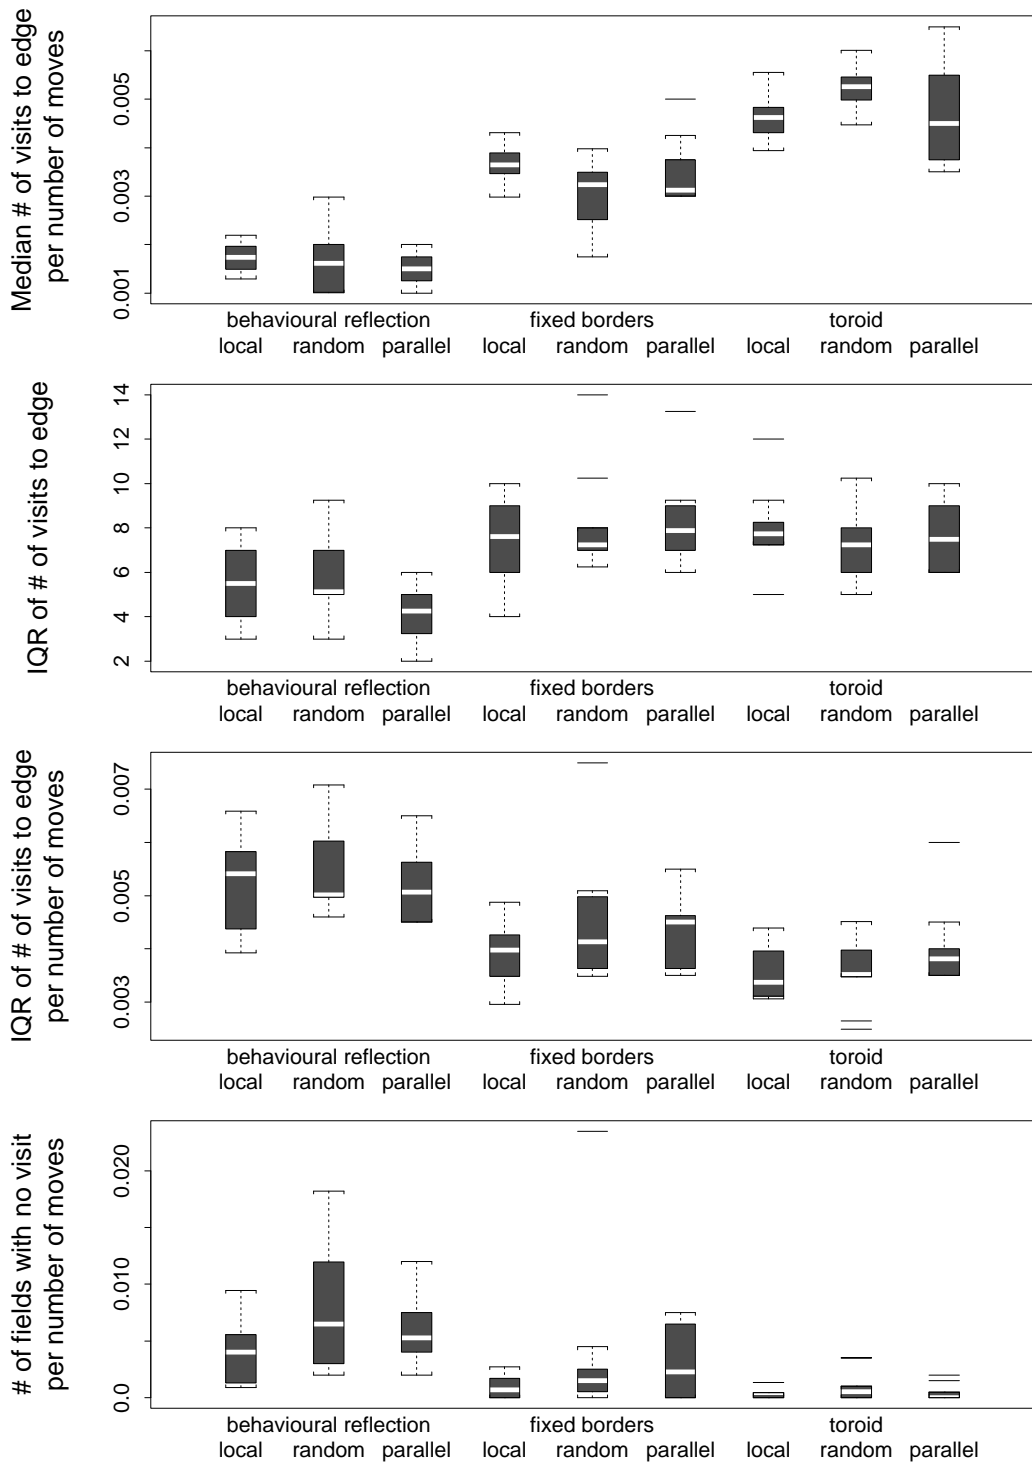 Median # of visits to edge
per number of moves
0.005
0.003
0.001
behavioural reflection fixed borders toroid
local random parallel local random parallel local random parallel
IQR of # of visits to edge
14
12
10
8
6
4
2
behavioural reflection fixed borders toroid
local random parallel local random parallel local random parallel
IQR of # of visits to edge
per number of moves
0.007
0.005
0.003
behavioural reflection fixed borders toroid
local random parallel local random parallel local random parallel
# of fields with no visit
per number of moves
0.020
0.010
0.0
behavioural reflection fixed borders toroid
local random parallel local random parallel local random parallel